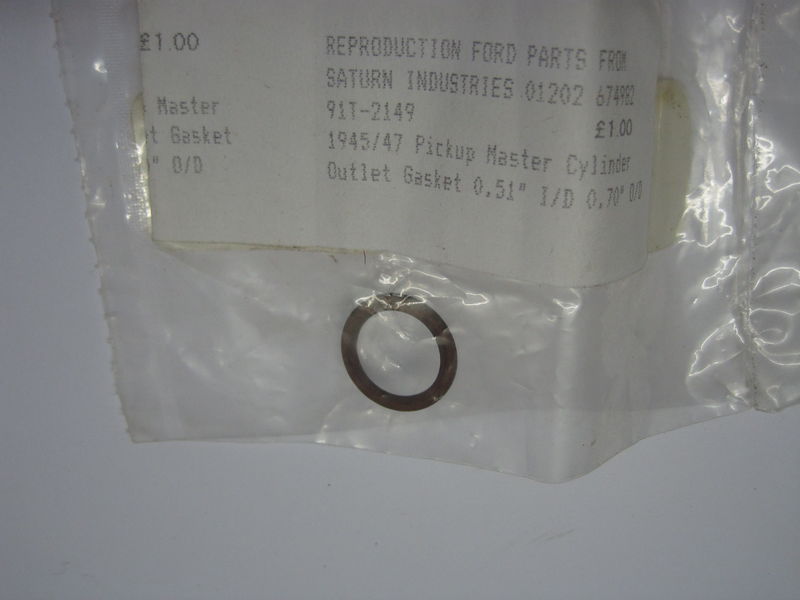 £1.00
Master
Gasket
" O/D
REPRODUCTION FORD PARTS FROM
SATURN INDUSTRIES 01202 674982
91T-2149
£1.00
1945/47 Pickup Master Cylinder
Outlet Gasket 0.51" I/D 0.70" O/D